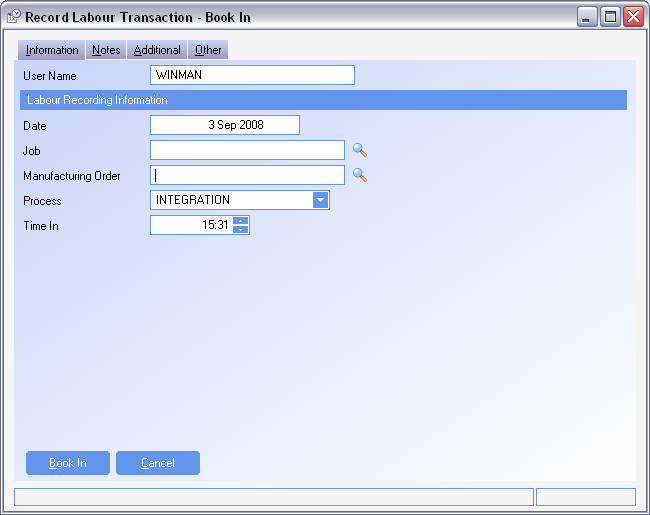 Record Labour Transaction - Book In
Information Notes Additional Other
User Name WINMAN
Labour Recording Information
Date 3 Sep 2008
Job
Manufacturing Order
Process INTEGRATION
Time In 15:31
Book In Cancel